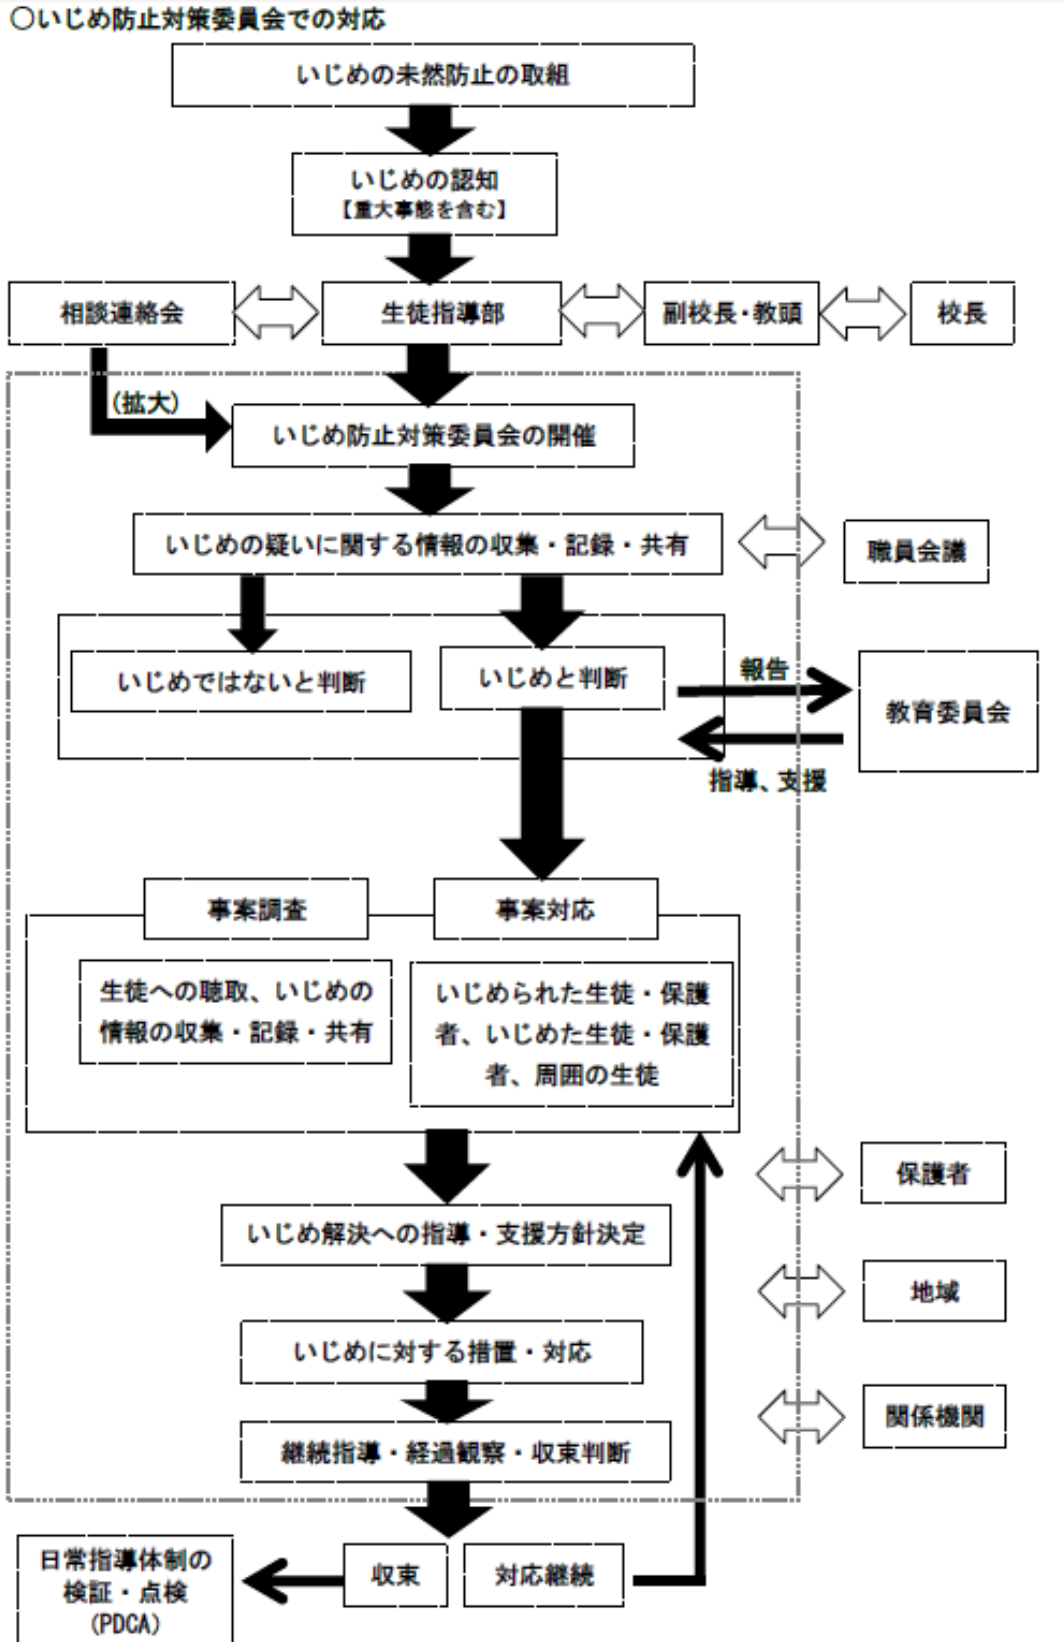 ○いじめ防止対策委員会での対応
いじめの未然防止の取組
いじめの認知
【重大事態を含む】
相談連絡会
生徒指導部
副校長・教頭
校長
(拡大)
いじめ防止対策委員会の開催
いじめの疑いに関する情報の収集・記録・共有
職員会議
いじめではないと判断
いじめと判断
報告
教育委員会
指導、支援
事案調査
事案対応
生徒への聴取、いじめの
情報の収集・記録・共有
いじめられた生徒・保護
者、いじめた生徒・保護
者、周囲の生徒
保護者
いじめ解決への指導・支援方針決定
地域
いじめに対する措置・対応
関係機関
継続指導・経過観察・収束判断
日常指導体制の
検証・点検
(PDCA)
収束
対応継続